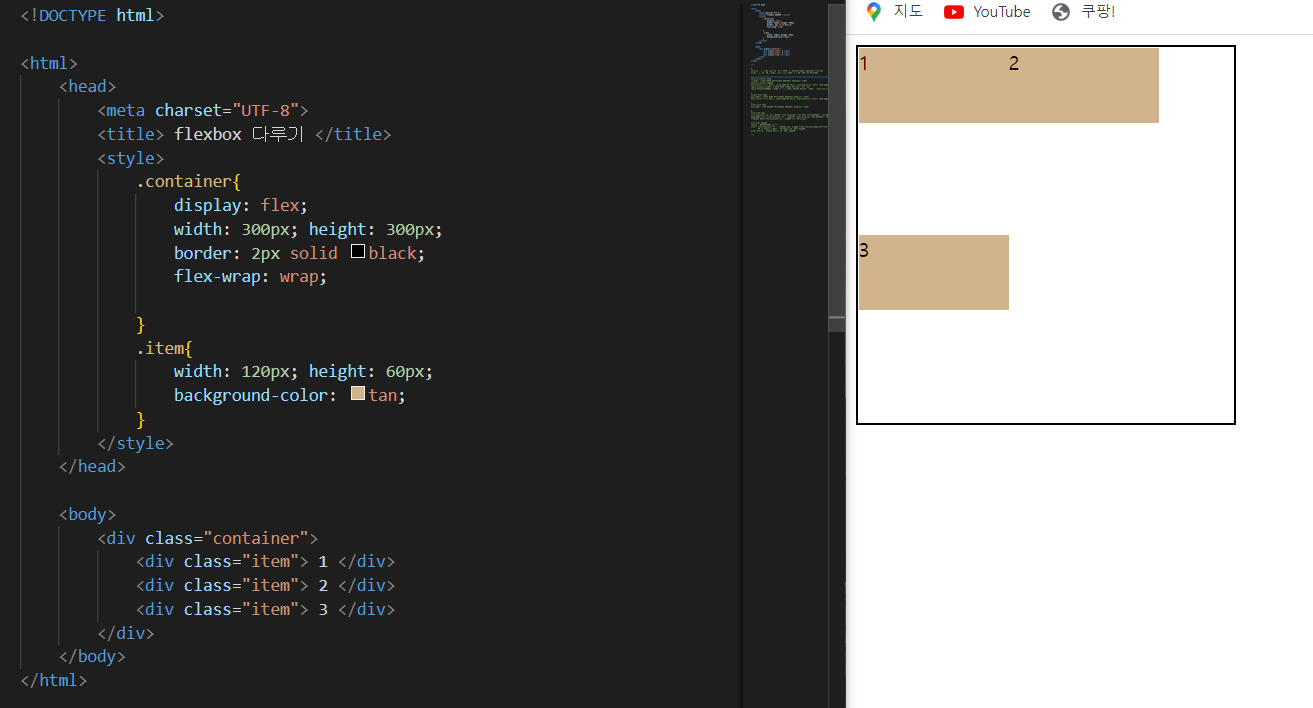 <!DOCTYPE html>
<html>
<head>
<meta charset="UTF-8">
<title> flexbox 다루기 </title>
<style>
.container{
display: flex;
width: 300px; height: 300px;
border: 2px solid black;
flex-wrap: wrap;
}
.item{
width: 120px; height: 60px;
background-color: tan;
}
</style>
</head>
<body>
<div class="container">
<div class="item"> 1 </div>
<div class="item"> 2 </div>
<div class="item"> 3 </div>
</div>
</body>
</html>
지도 YouTube 쿠팡!
1 2
3